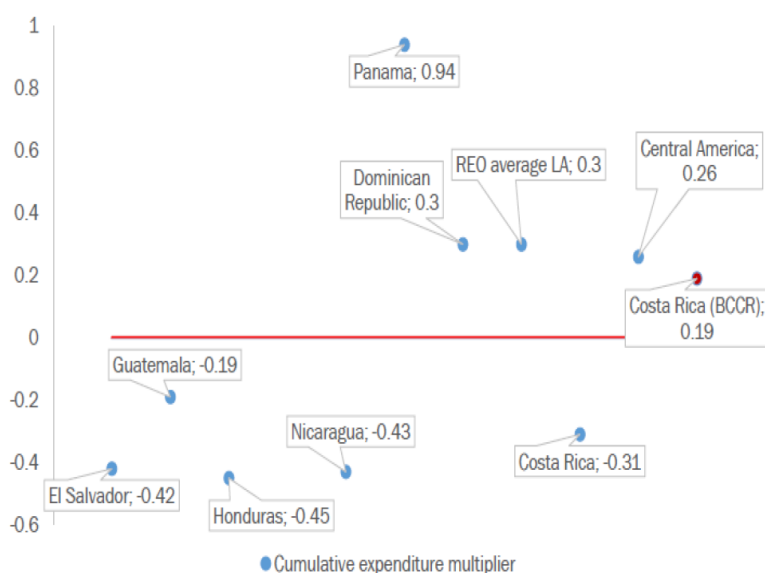 1
0.8
0.6
0.4
0.2
0
-0.2
-0.4
-0.6
Panama; 0.94
Dominican
Republic; 0.3
REO average LA; 0.3
Central America;
0.26
Costa Rica (BCCR);
0.19
Guatemala; -0.19
Nicaragua; -0.43
Costa Rica; -0.31
El Salvador; -0.42
Honduras; -0.45
Cumulative expenditure multiplier